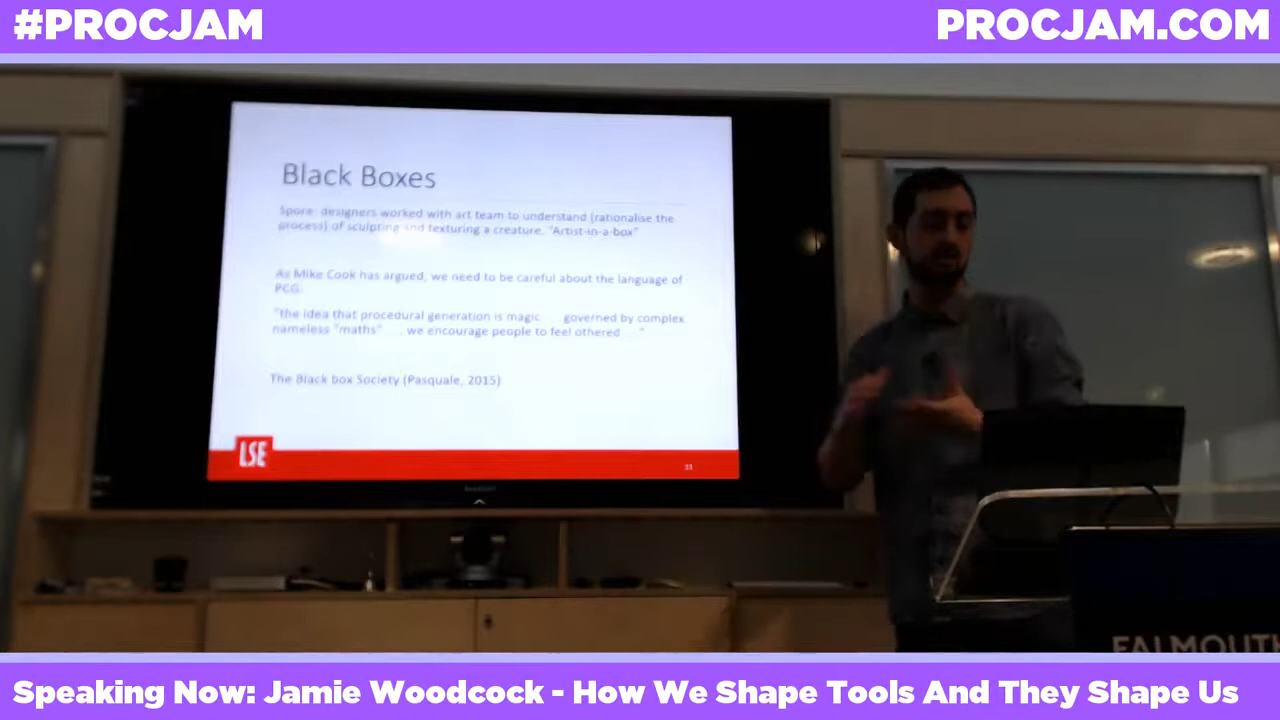 #PROCJAM
PROCJAM.COM
Black Boxes
Spore: designers worked with art team to understand (rationalise the
process) of sculpting and texturing a creature. "Artist-in-a-box"
As Mike Cook has argued, we need to be careful about the language of
PCG:
"the idea that procedural generation is magic . . . governed by complex
nameless "maths" . . . we encourage people to feel othered . . ."
The Black box Society (Pasquale, 2015)
LSE
33
FALMOUTH
Speaking Now: Jamie Woodcock - How We Shape Tools And They Shape Us